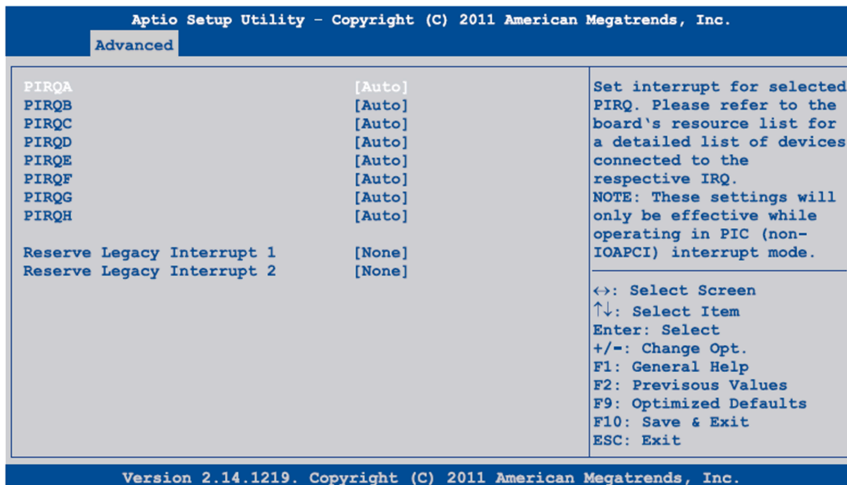 Aptio Setup Utility – Copyright (C) 2011 American Megatrends, Inc.
Advanced
PIRQA [Auto]
PIRQB [Auto]
PIRQC [Auto]
PIRQD [Auto]
PIRQE [Auto]
PIRQF [Auto]
PIRQG [Auto]
PIRQH [Auto]
Reserve Legacy Interrupt 1 [None]
Reserve Legacy Interrupt 2 [None]
Set interrupt for selected
PIRQ. Please refer to the
board's resource list for
a detailed list of devices
connected to the
respective IRQ.
NOTE: These settings will
only be effective while
operating in PIC (non-
IOAPCI) interrupt mode.
↔: Select Screen
↑↓: Select Item
Enter: Select
+/-: Change Opt.
F1: General Help
F2: Previsous Values
F9: Optimized Defaults
F10: Save & Exit
ESC: Exit
Version 2.14.1219. Copyright (C) 2011 American Megatrends, Inc.